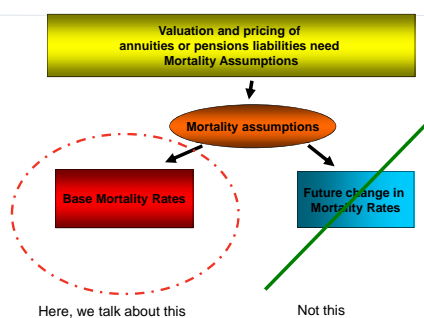 Valuation and pricing of
annuities or pensions liabilities need
Mortality Assumptions
Mortality assumptions
Base Mortality Rates
Future change in
Mortality Rates
Here, we talk about this
Not this